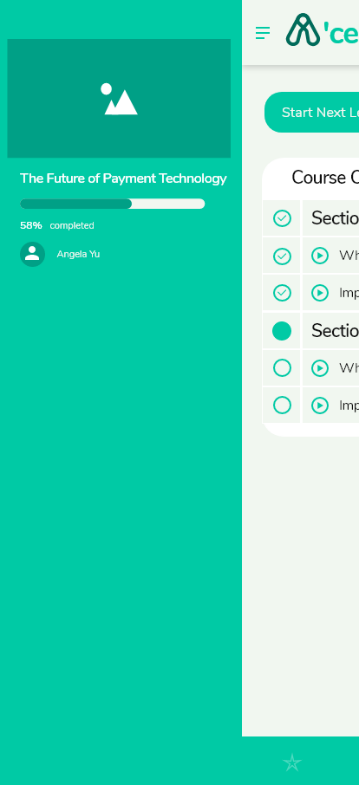 The Future of Payment Technology
58% completed
Angela Yu
'ce
Start Next Le
Course C
Sectio
Wh
Imp
Sectio
Wh
Imp